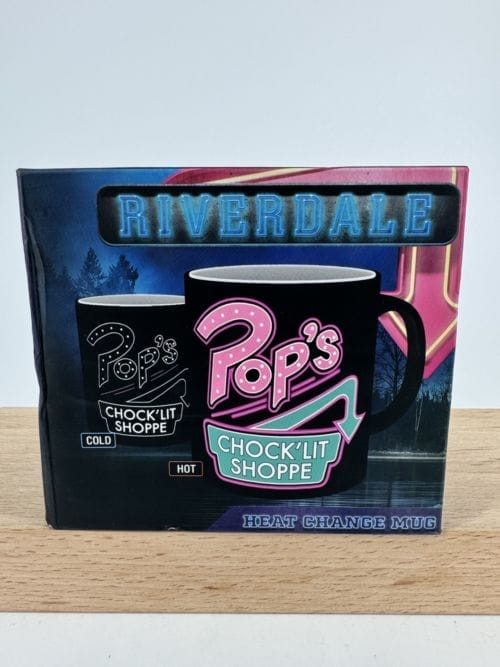 RIVERDALE
POP'S
CHOCK'LIT
SHOPPE
COLD
POP'S
CHOCK'LIT
SHOPPE
HOT
HEAT CHANGE MUG